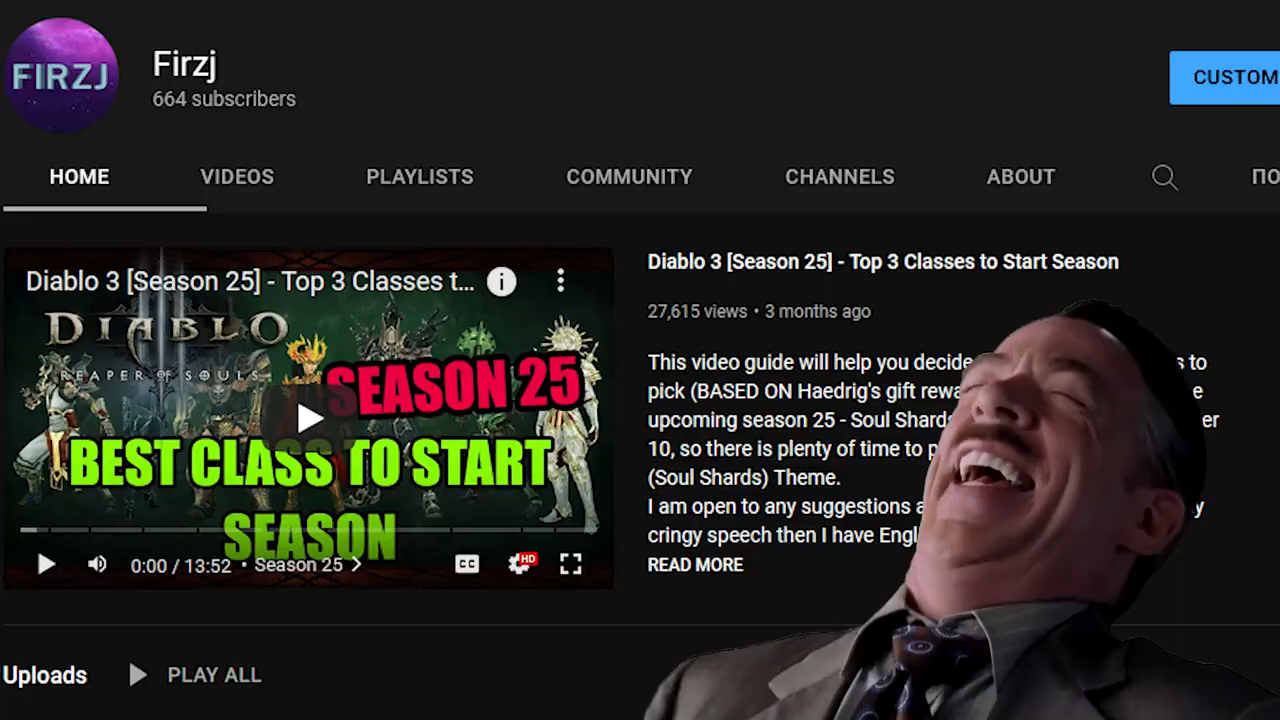 FIRZJ
Firzj
664 subscribers
CUSTOM
HOME
VIDEOS
PLAYLISTS
COMMUNITY
CHANNELS
ABOUT
ПО
Diablo 3 [Season 25] - Top 3 Classes t...
DIABLO
REAPER OF SOULS
SEASON 25
BEST CLASS TO START
SEASON
0:00 / 13:52 • Season 25
CC
HD
Diablo 3 [Season 25] - Top 3 Classes to Start Season
27,615 views • 3 months ago
This video guide will help you decide s to
pick (BASED ON Haedrig's gift rewa e
upcoming season 25 - Soul Shards er
10, so there is plenty of time to p
(Soul Shards) Theme.
I am open to any suggestions a y
cringy speech then I have Engl
READ MORE
Uploads
PLAY ALL